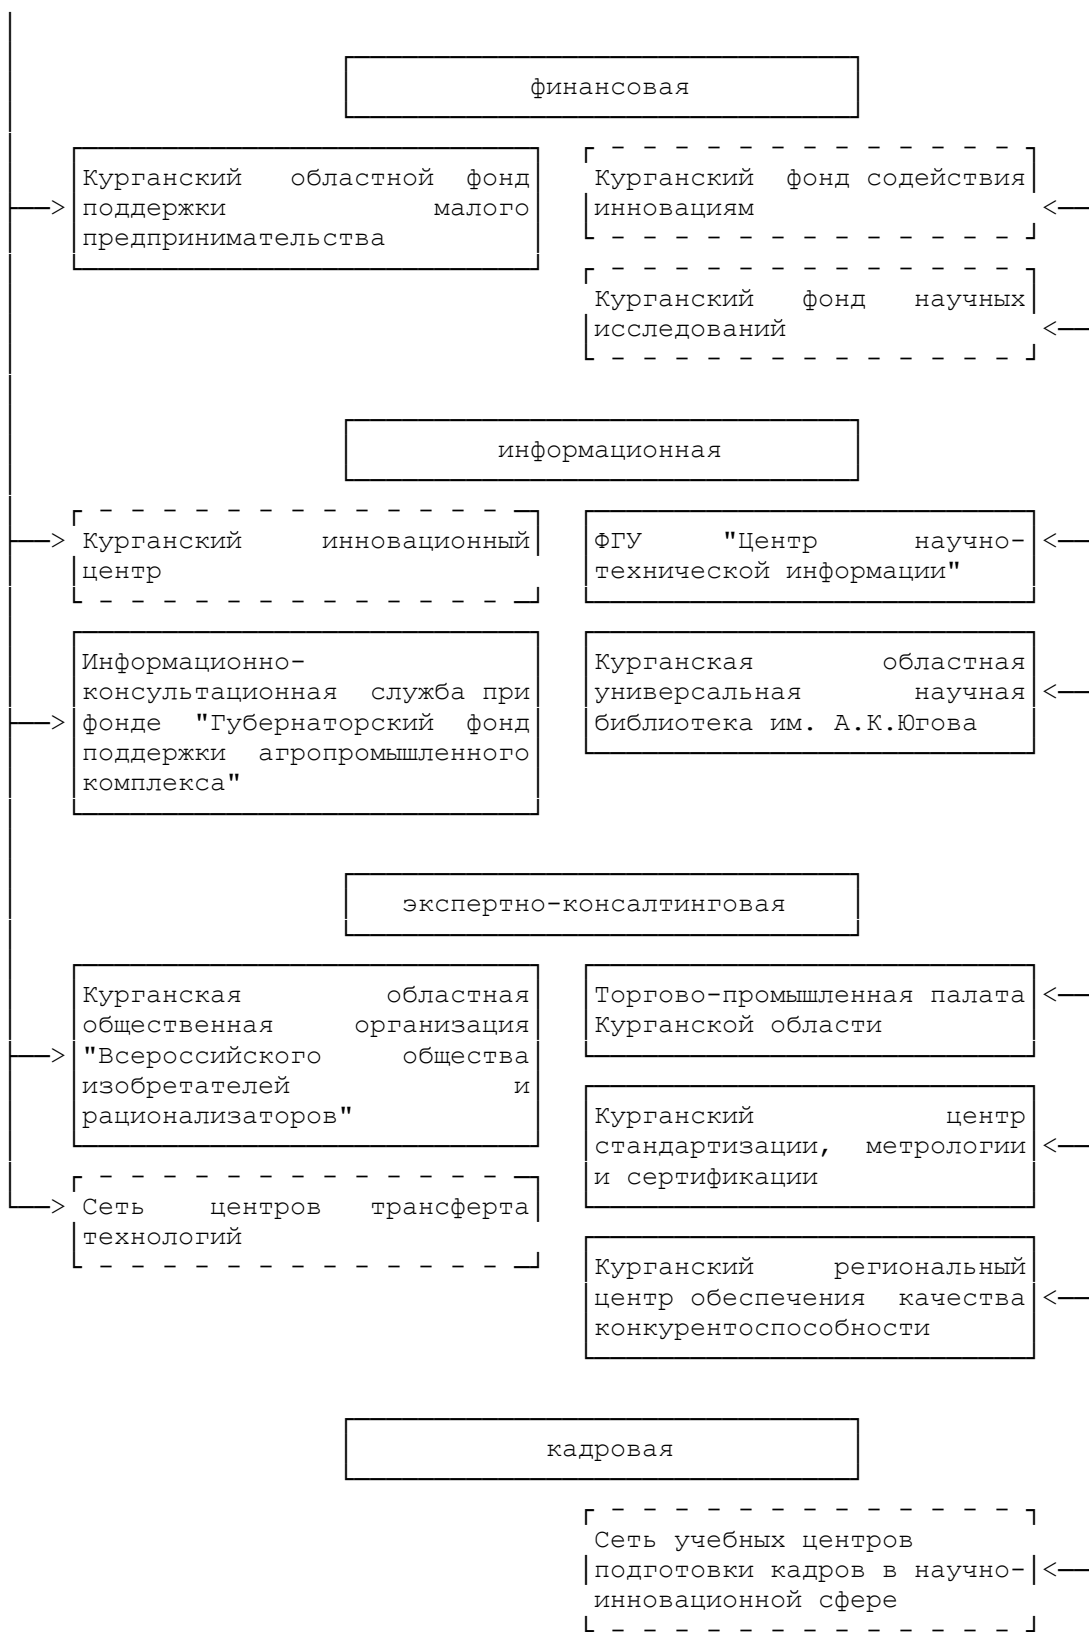 финансовая
Курганский областной фонд
поддержки малого
предпринимательства
Курганский фонд содействия
инновациям
Курганский фонд научных
исследований
информационная
Курганский инновационный
центр
ФГУ "Центр научно-
технической информации"
Информационно-
консультационная служба при
фонде "Губернаторский фонд
поддержки агропромышленного
комплекса"
Курганская областная
универсальная научная
библиотека им. А.К.Югова
экспертно-консалтинговая
Курганская областная
общественная организация
"Всероссийского общества
изобретателей и
рационализаторов"
Торгово-промышленная палата
Курганской области
Курганский центр
стандартизации, метрологии
и сертификации
Сеть центров трансферта
технологий
Курганский региональный
центр обеспечения качества
конкурентоспособности
кадровая
Сеть учебных центров
подготовки кадров в научно-
инновационной сфере